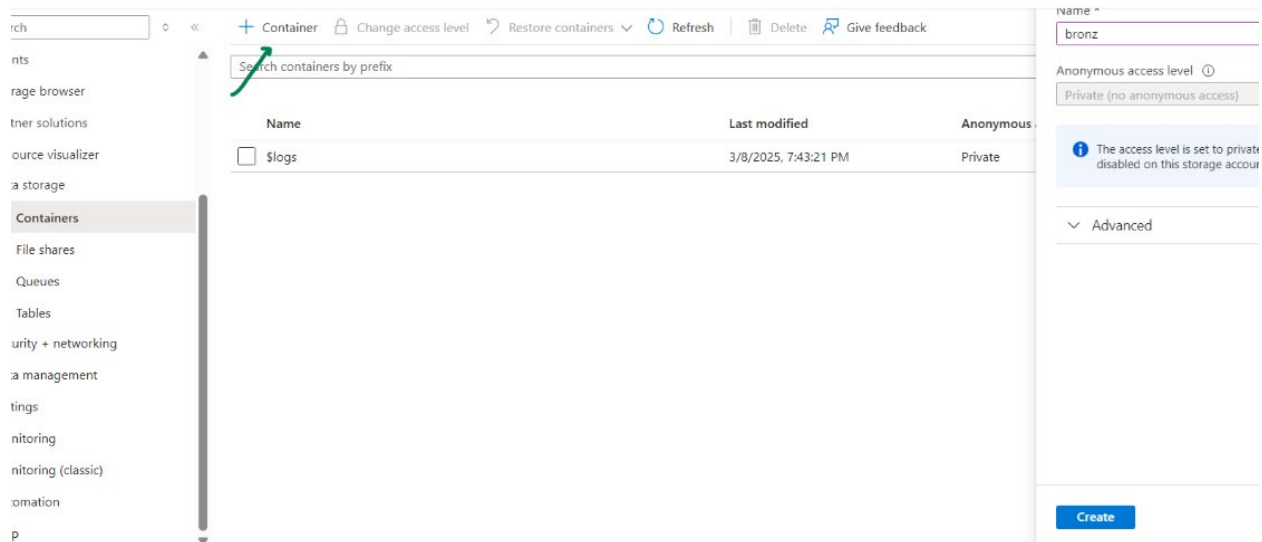 rch
+ Container Change access level Restore containers Refresh Delete Give feedback
Search containers by prefix
nts
rage browser
tner solutions
ource visualizer
a storage
Containers
File shares
Queues
Tables
urity + networking
a management
tings
nitoring
nitoring (classic)
omation
p
Name Last modified Anonymous
$logs 3/8/2025, 7:43:21 PM Private
Name *
bronz
Anonymous access level
Private (no anonymous access)
The access level is set to private
disabled on this storage accour
Advanced
Create